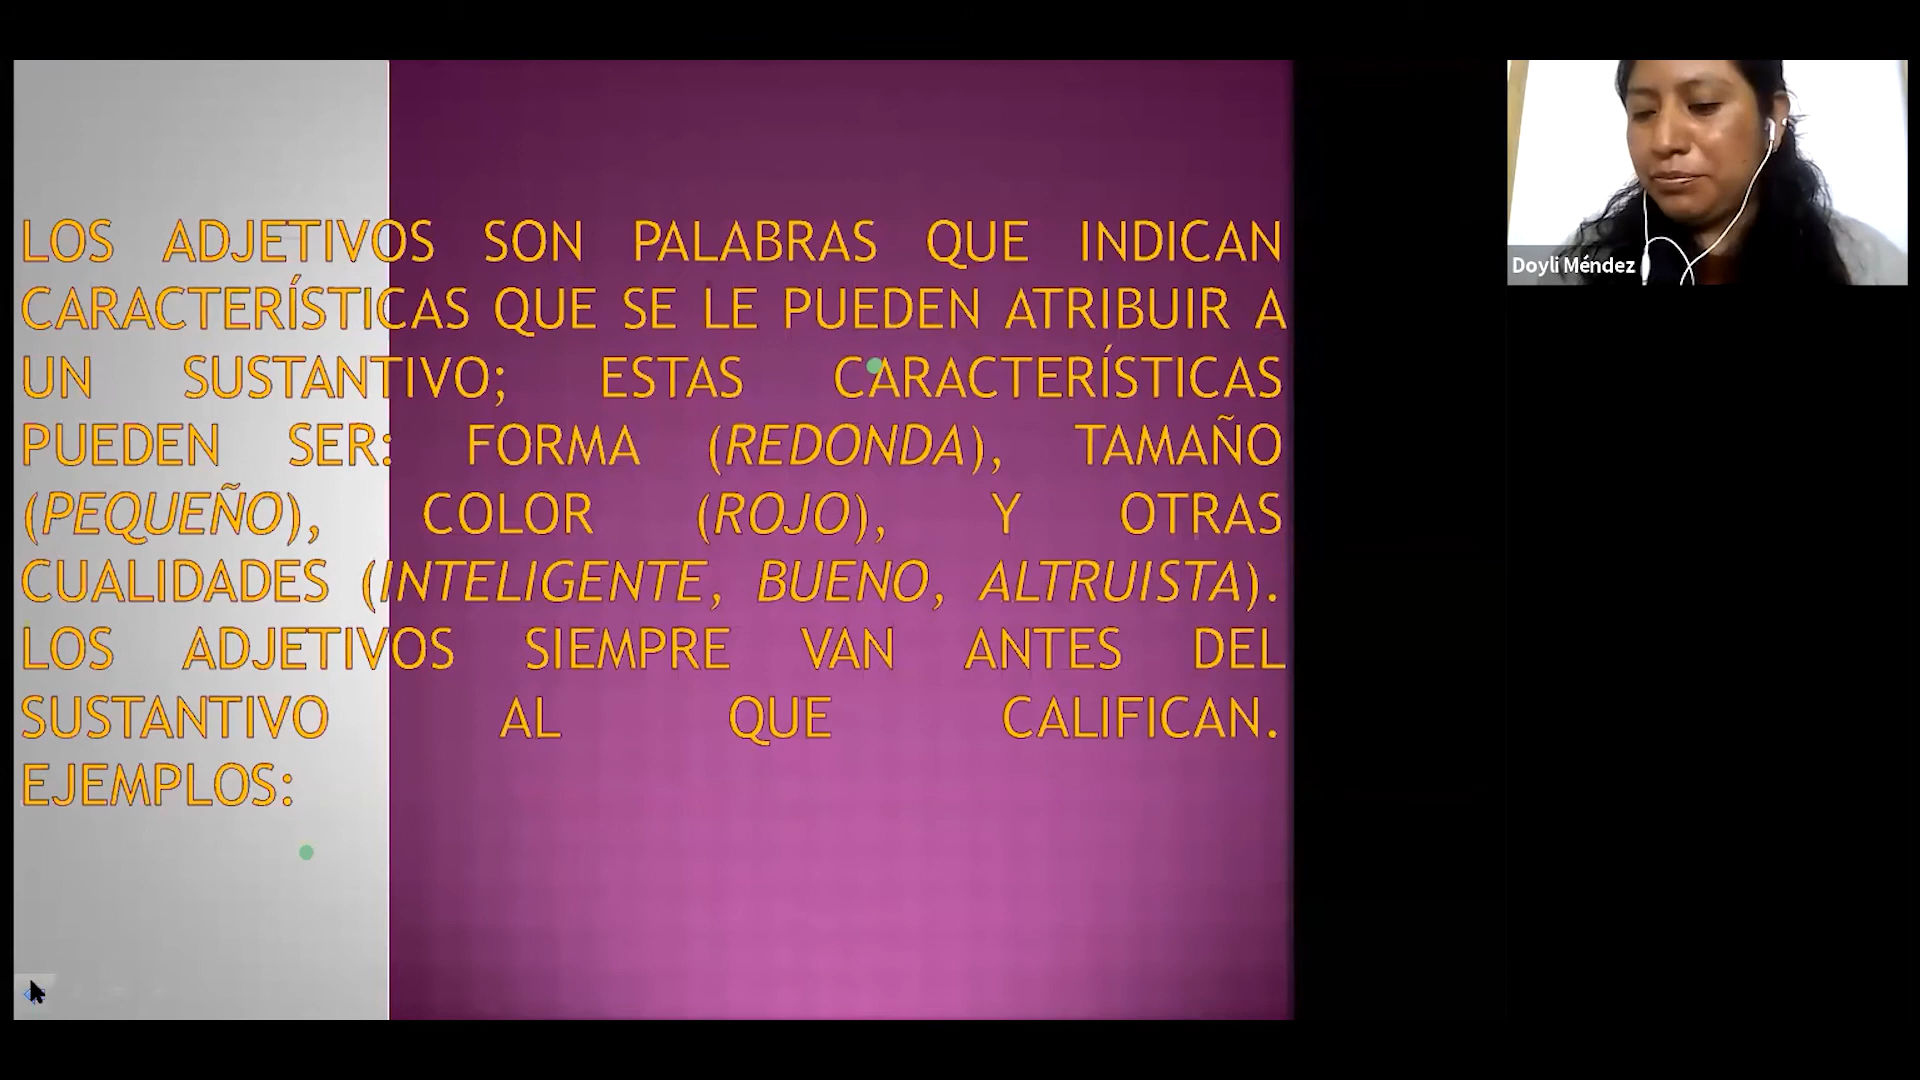 LOS ADJETIVOS SON PALABRAS QUE INDICAN
CARACTERÍSTICAS QUE SE LE PUEDEN ATRIBUIR A
UN SUSTANTIVO; ESTAS CARACTERÍSTICAS
PUEDEN SER: FORMA (REDONDA), TAMAÑO
(PEQUEÑO), COLOR (ROJO), Y OTRAS
CUALIDADES (INTELIGENTE, BUENO, ALTRUISTA).
LOS ADJETIVOS SIEMPRE VAN ANTES DEL
SUSTANTIVO AL QUE CALIFICAN.
EJEMPLOS:
Doyli Méndez